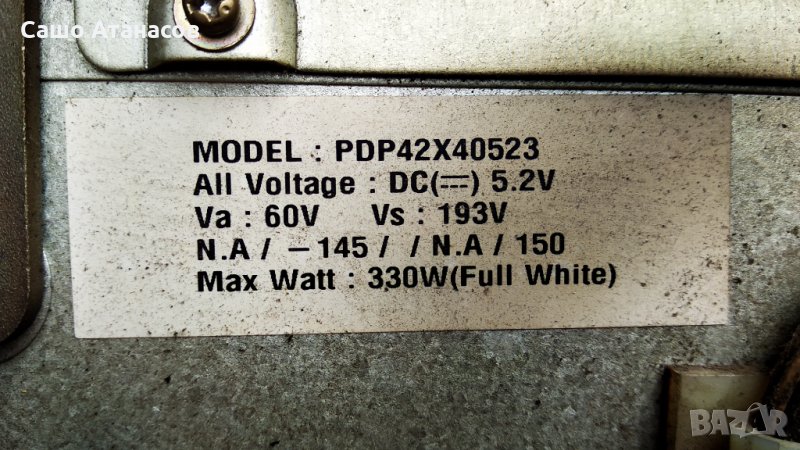 Сашо Атанасов
MODEL : PDP42X40523
All Voltage : DC(⎓) 5.2V
Va : 60V Vs : 193V
N.A / -145 / / N.A / 150
Max Watt : 330W(Full White)
BAZAR